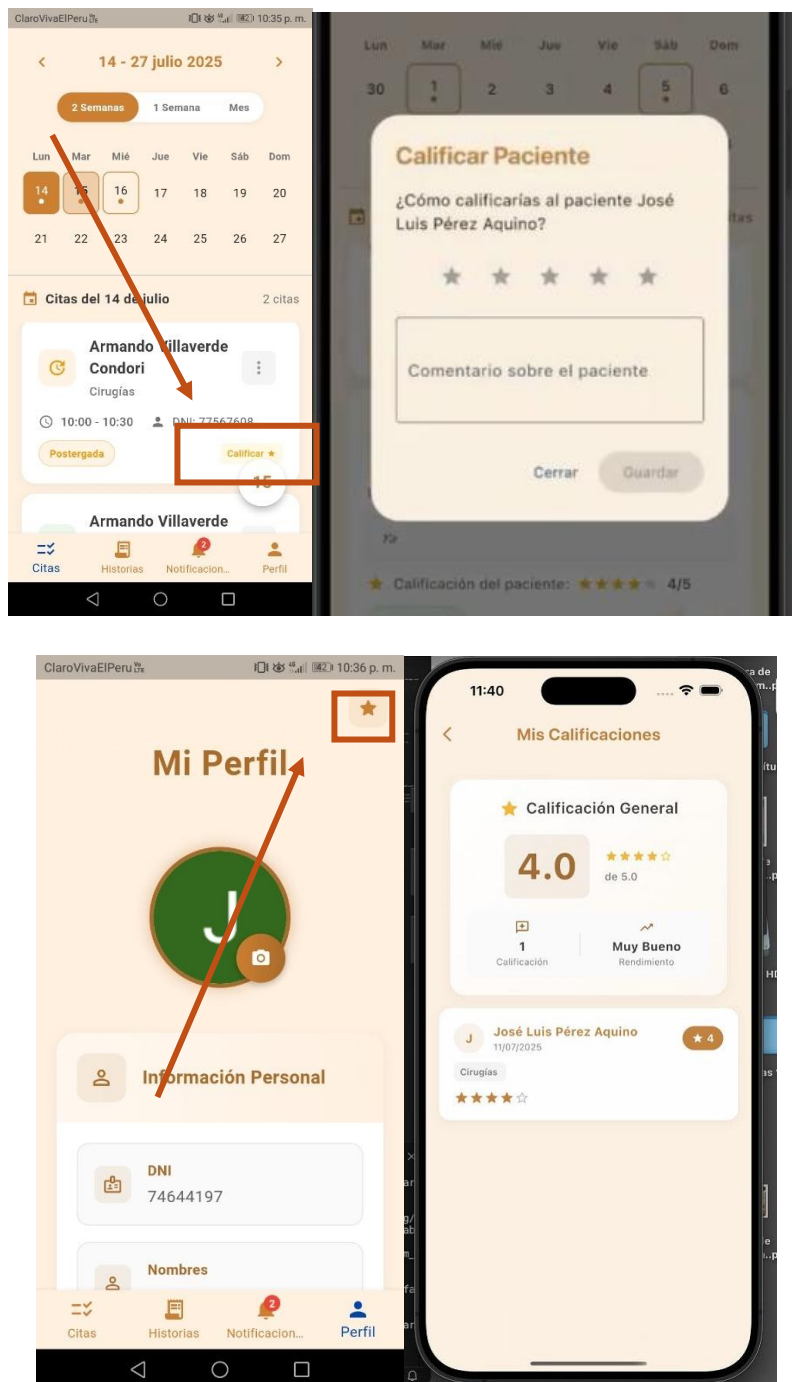 ClaroVivaElPeru
10:35 p. m.
14 - 27 julio 2025
2 Semanas 1 Semana Mes
Lun Mar Mié Jue Vie Sáb Dom
14 15 16 17 18 19 20
21 22 23 24 25 26 27
Citas del 14 de julio 2 citas
Armando Villaverde
Condori
Cirugías
10:00 - 10:30 DNI: 77567608
Postergada
Calificar ★
15
Armando Villaverde
2
Citas Historias Notificacion... Perfil
Lun Mar Mié Jue Vie Sáb Dom
30 1 2 3 4 5 6
Calificar Paciente
¿Cómo calificarías al paciente José
Luis Pérez Aquino?
Comentario sobre el paciente
Cerrar Guardar
Calificación del paciente: 4/5
ClaroVivaElPeru
10:36 p. m.
Mi Perfil
J
Información Personal
DNI
74644197
Nombres
2
Citas Historias Notificacion... Perfil
11:40
Mis Calificaciones
Calificación General
4.0
de 5.0
1
Calificación
Muy Bueno
Rendimiento
J
José Luis Pérez Aquino
11/07/2025
★ 4
Cirugías